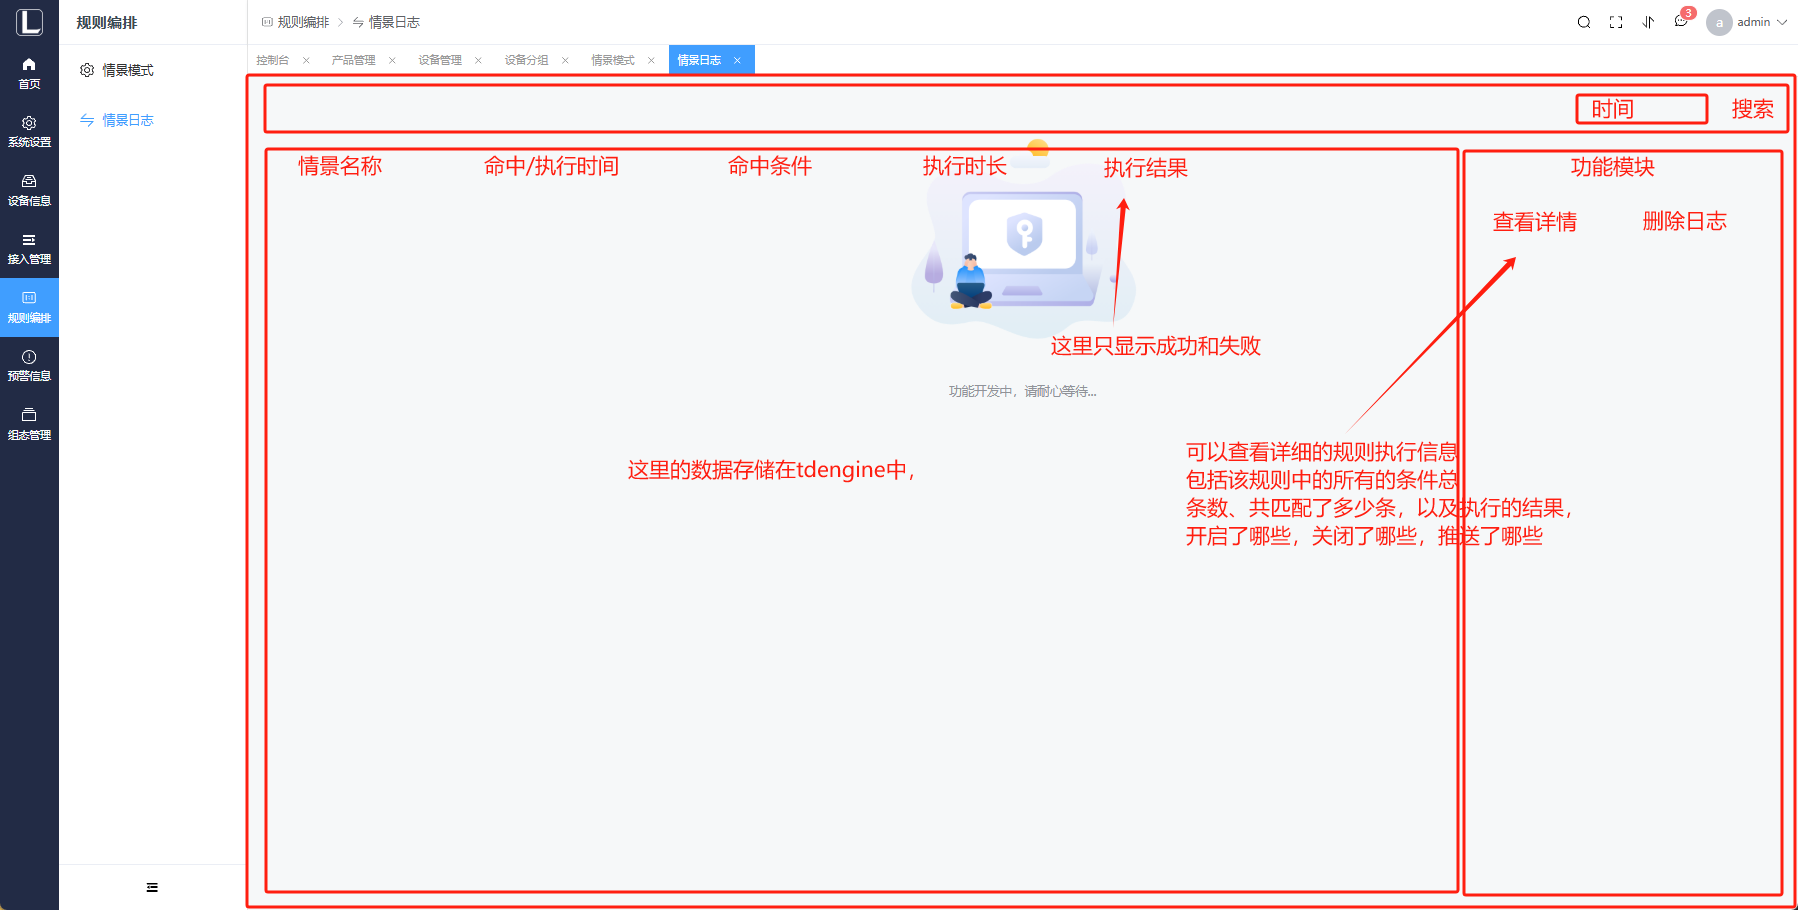 规则编排
规则编排 > 情景日志
3
a admin
首页
系统设置
设备信息
接入管理
规则编排
预警信息
组态管理
情景模式
情景日志
控制台 × 产品管理 × 设备管理 × 设备分组 × 情景模式 × 情景日志 ×
时间 搜索
情景名称 命中/执行时间 命中条件 执行时长 执行结果
功能模块
查看详情 删除日志
这里只显示成功和失败
功能开发中，请耐心等待...
这里的数据存储在tdengine中，
可以查看详细的规则执行信息
包括该规则中的所有的条件总
条数、共匹配了多少条，以及执行的结果，
开启了哪些，关闭了哪些，推送了哪些